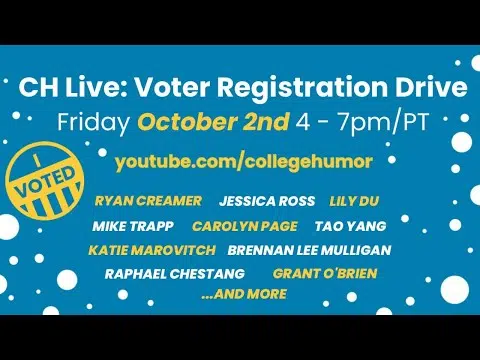 CH Live: Voter Registration Drive
Friday October 2nd 4 - 7pm/PT
youtube.com/collegehumor
I
VOTED
RYAN CREAMER JESSICA ROSS LILY DU
MIKE TRAPP CAROLYN PAGE TAO YANG
KATIE MAROVITCH BRENNAN LEE MULLIGAN
RAPHAEL CHESTANG GRANT O'BRIEN
...AND MORE